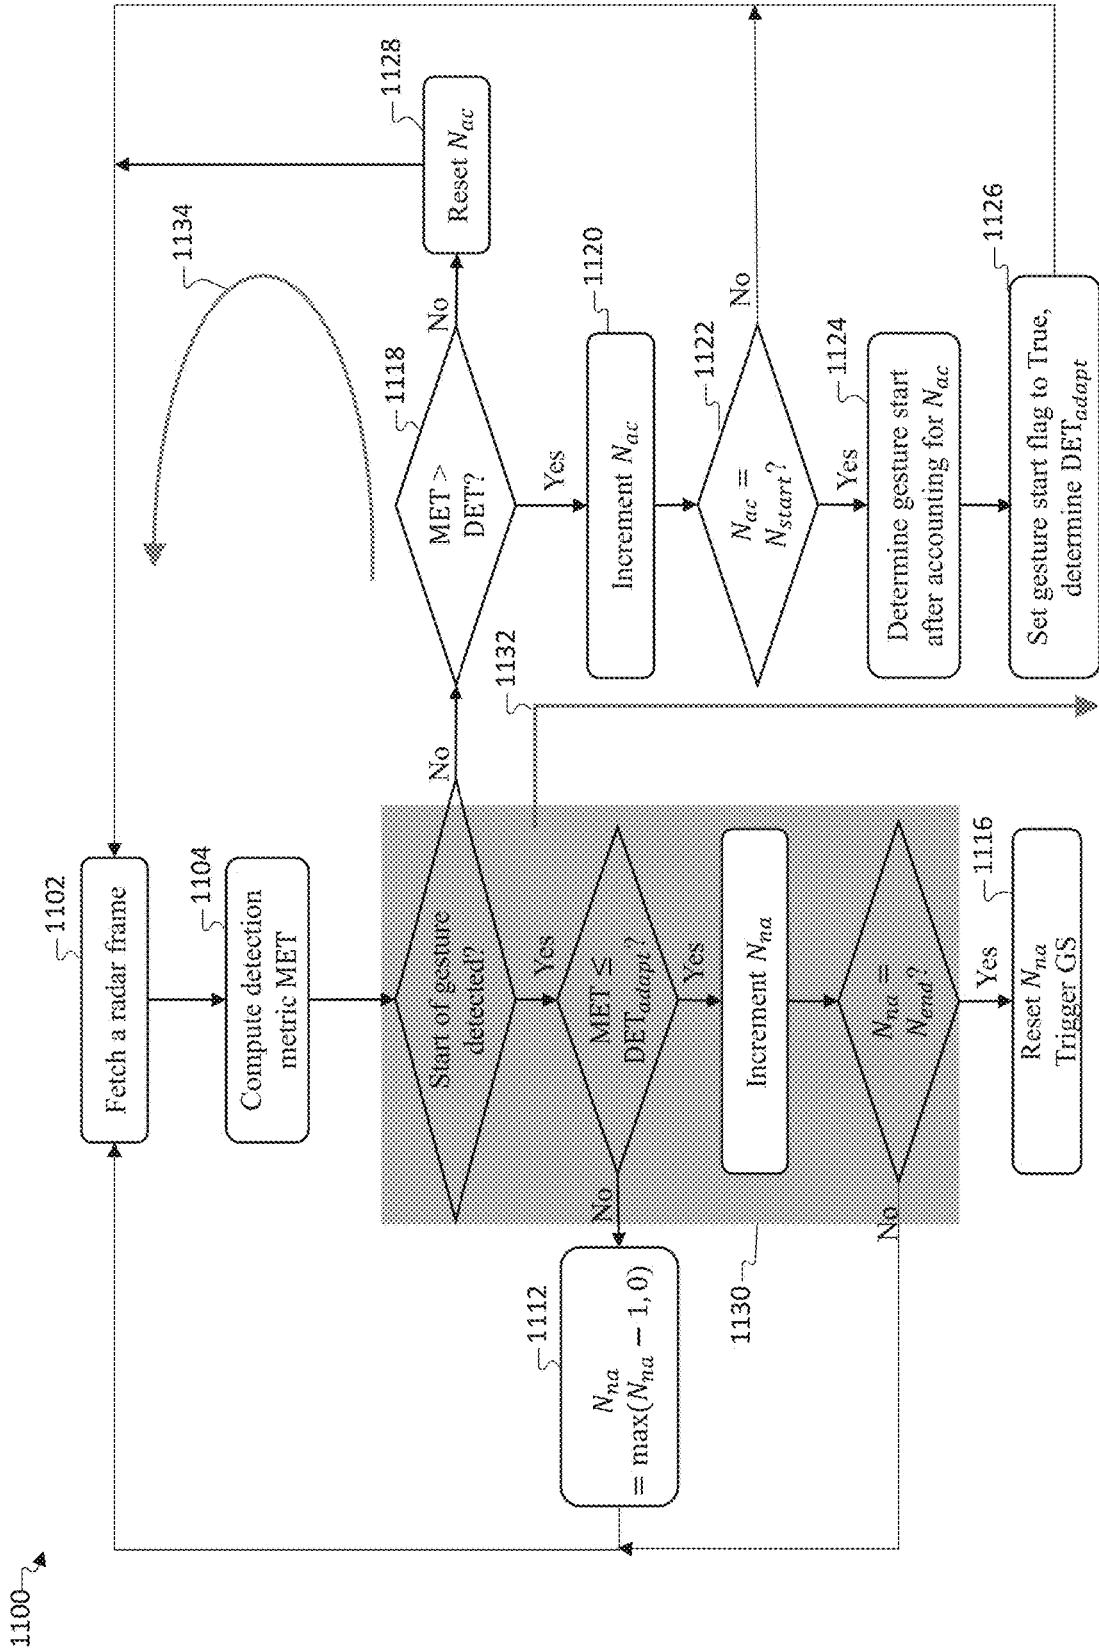 1100
1102
Fetch a radar frame
1104
Compute detection
metric MET
Start of gesture
detected?
No
Yes
MET ≤
DET_adapt?
No
Yes
1112
N_na
= max(N_na − 1, 0)
Increment N_na
1130
N_na =
N_end?
No
Yes
1116
Reset N_na
Trigger GS
1132
1134
1118
MET >
DET?
No
1128
Reset N_ac
Yes
1120
Increment N_ac
1122
N_ac =
N_start?
No
Yes
1124
Determine gesture start
after accounting for N_ac
1126
Set gesture start flag to True,
determine DET_adapt